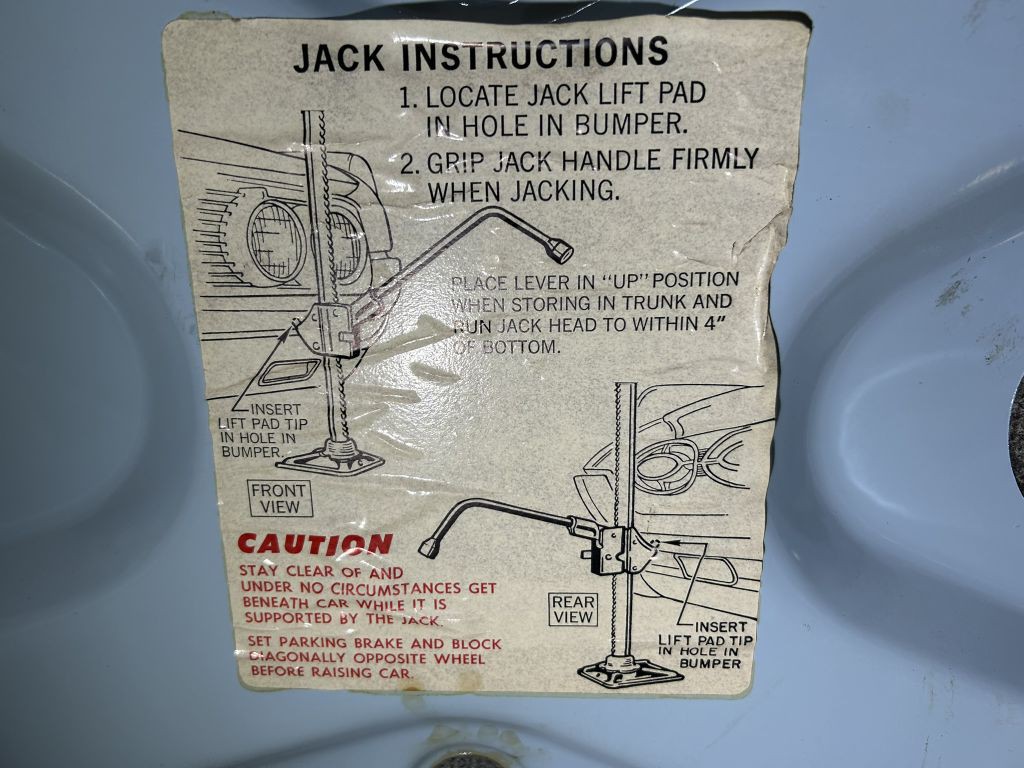 JACK INSTRUCTIONS
1. LOCATE JACK LIFT PAD
IN HOLE IN BUMPER.
2. GRIP JACK HANDLE FIRMLY
WHEN JACKING.
PLACE LEVER IN "UP" POSITION
WHEN STORING IN TRUNK AND
RUN JACK HEAD TO WITHIN 4"
OF BOTTOM.
INSERT
LIFT PAD TIP
IN HOLE IN
BUMPER.
FRONT
VIEW
CAUTION
STAY CLEAR OF AND
UNDER NO CIRCUMSTANCES GET
BENEATH CAR WHILE IT IS
SUPPORTED BY THE JACK.
SET PARKING BRAKE AND BLOCK
DIAGONALLY OPPOSITE WHEEL
BEFORE RAISING CAR.
REAR
VIEW
INSERT
LIFT PAD TIP
IN HOLE IN
BUMPER